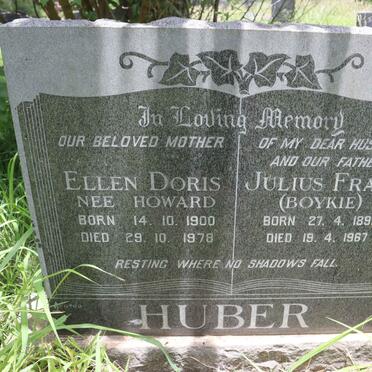 In Loving Memory
OUR BELOVED MOTHER
ELLEN DORIS
NEE HOWARD
BORN 14. 10. 1900
DIED 29. 10. 1978
OF MY DEAR HUS
AND OUR FATHE
JULIUS FRA
(BOYKIE)
BORN 27. 4. 189
DIED 19. 4. 1967
RESTING WHERE NO SHADOWS FALL
HUBER